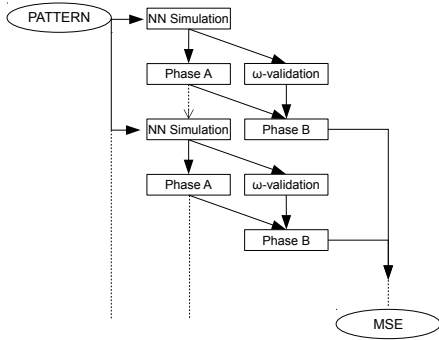 PATTERN
NN Simulation
Phase A
ω-validation
NN Simulation
Phase B
Phase A
ω-validation
Phase B
MSE